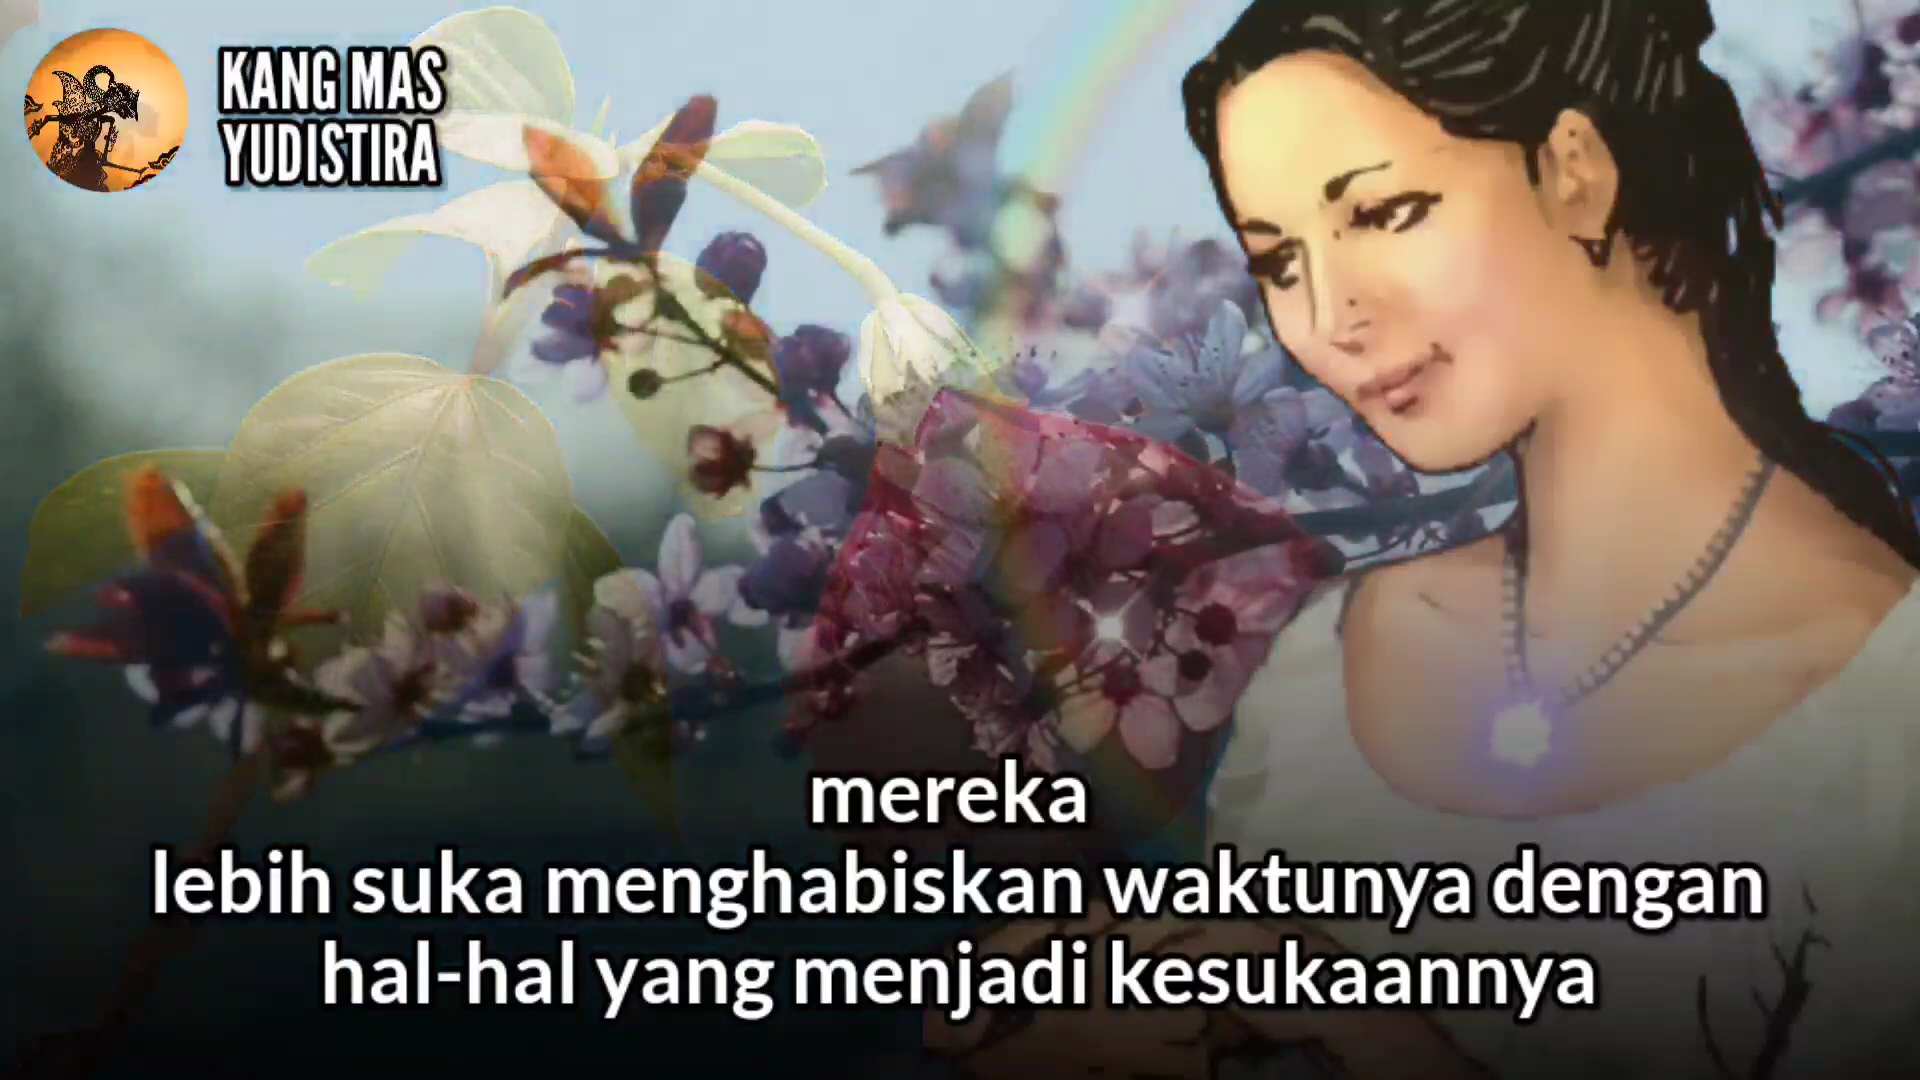 KANG MAS
YUDISTIRA
mereka
lebih suka menghabiskan waktunya dengan
hal-hal yang menjadi kesukaannya